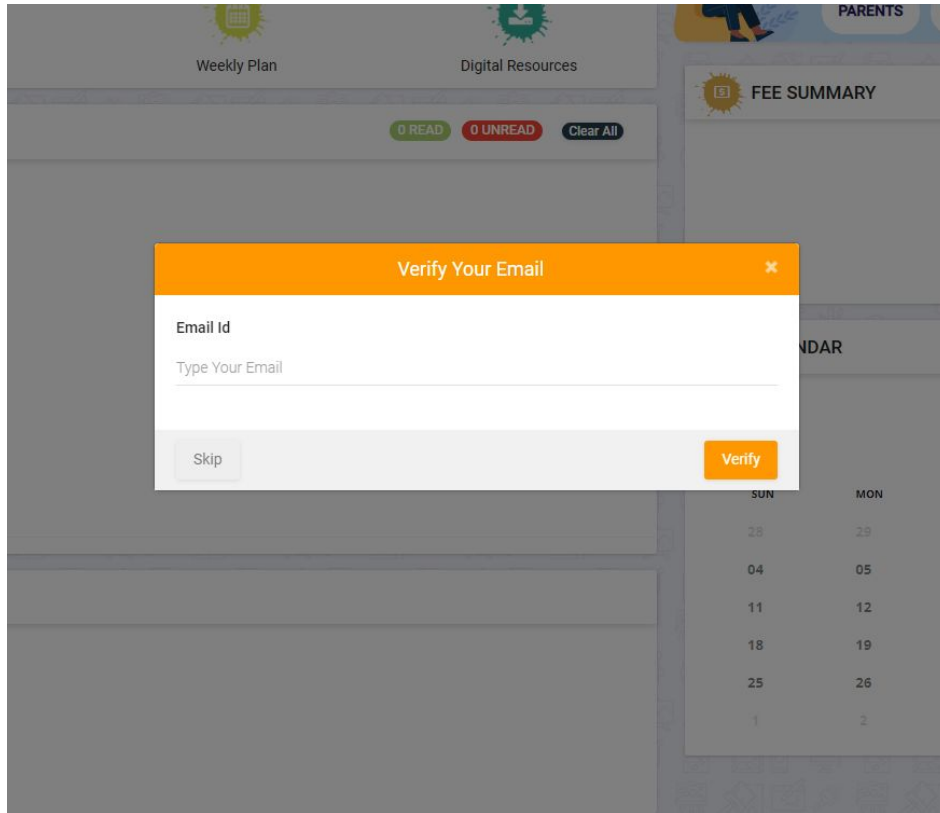 PARENTS
Weekly Plan
Digital Resources
FEE SUMMARY
0 READ
0 UNREAD
Clear All
Verify Your Email
Email Id
Type Your Email
NDAR
Skip
Verify
SUN MON
28 29
04 05
11 12
18 19
25 26
1 2